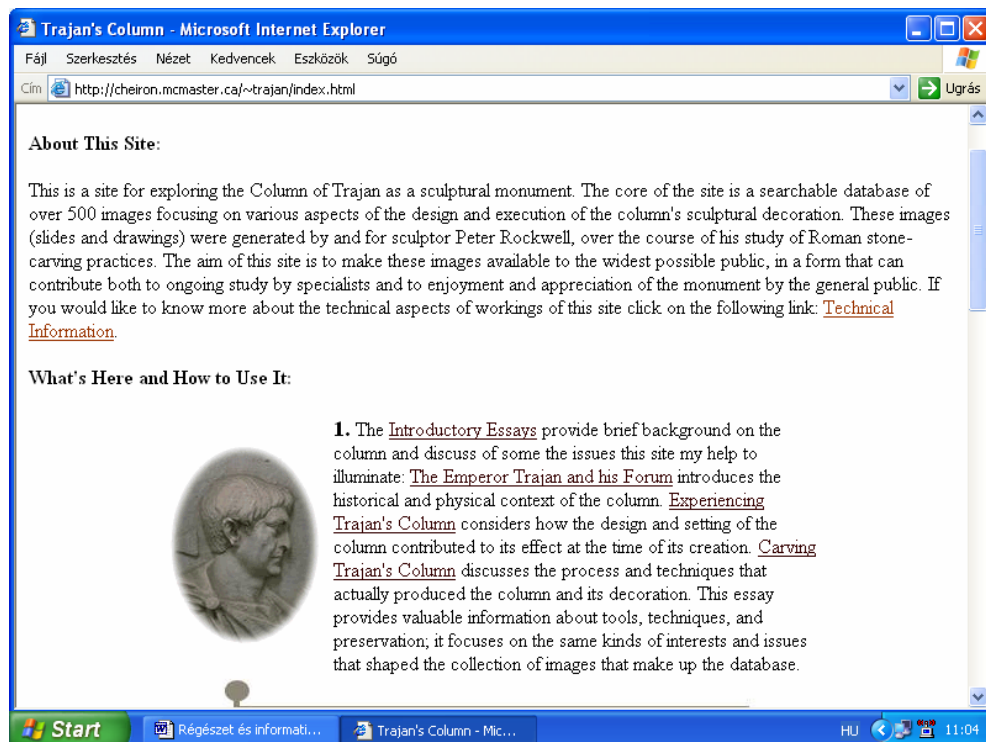 Trajan's Column - Microsoft Internet Explorer
Fájl Szerkesztés Nézet Kedvencek Eszközök Súgó
Cím http://cheiron.mcmaster.ca/~trajan/index.html Ugrás
About This Site:
This is a site for exploring the Column of Trajan as a sculptural monument. The core of the site is a searchable database of
over 500 images focusing on various aspects of the design and execution of the column's sculptural decoration. These images
(slides and drawings) were generated by and for sculptor Peter Rockwell, over the course of his study of Roman stone-
carving practices. The aim of this site is to make these images available to the widest possible public, in a form that can
contribute both to ongoing study by specialists and to enjoyment and appreciation of the monument by the general public. If
you would like to know more about the technical aspects of workings of this site click on the following link: Technical
Information.
What's Here and How to Use It:
1. The Introductory Essays provide brief background on the
column and discuss of some the issues this site my help to
illuminate: The Emperor Trajan and his Forum introduces the
historical and physical context of the column. Experiencing
Trajan's Column considers how the design and setting of the
column contributed to its effect at the time of its creation. Carving
Trajan's Column discusses the process and techniques that
actually produced the column and its decoration. This essay
provides valuable information about tools, techniques, and
preservation; it focuses on the same kinds of interests and issues
that shaped the collection of images that make up the database.
Start Régészet és informati... Trajan's Column - Mic... HU 11:04